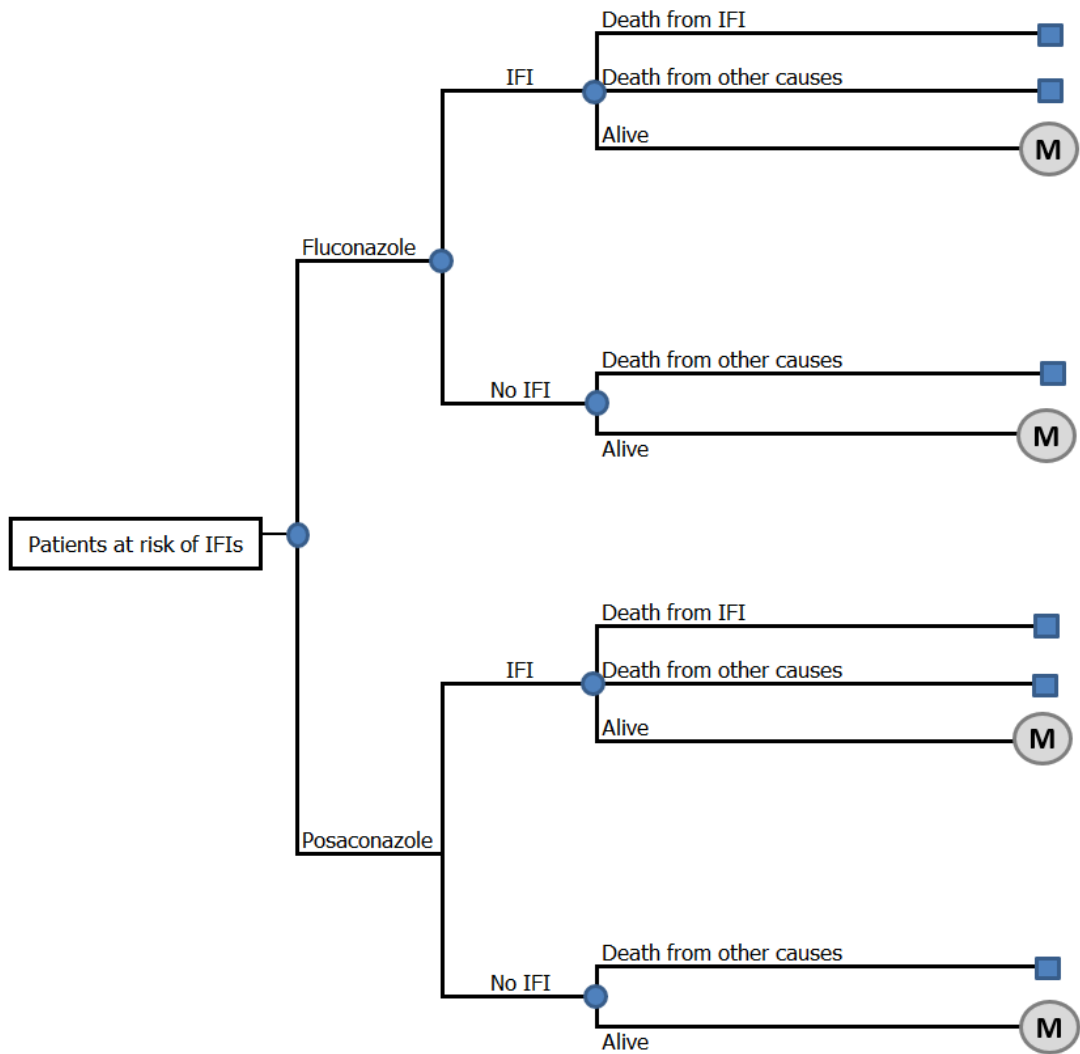 Death from IFI
IFI
Death from other causes
Alive
M
Fluconazole
Death from other causes
No IFI
Alive
M
Patients at risk of IFIs
Death from IFI
IFI
Death from other causes
Alive
M
Posaconazole
Death from other causes
No IFI
Alive
M